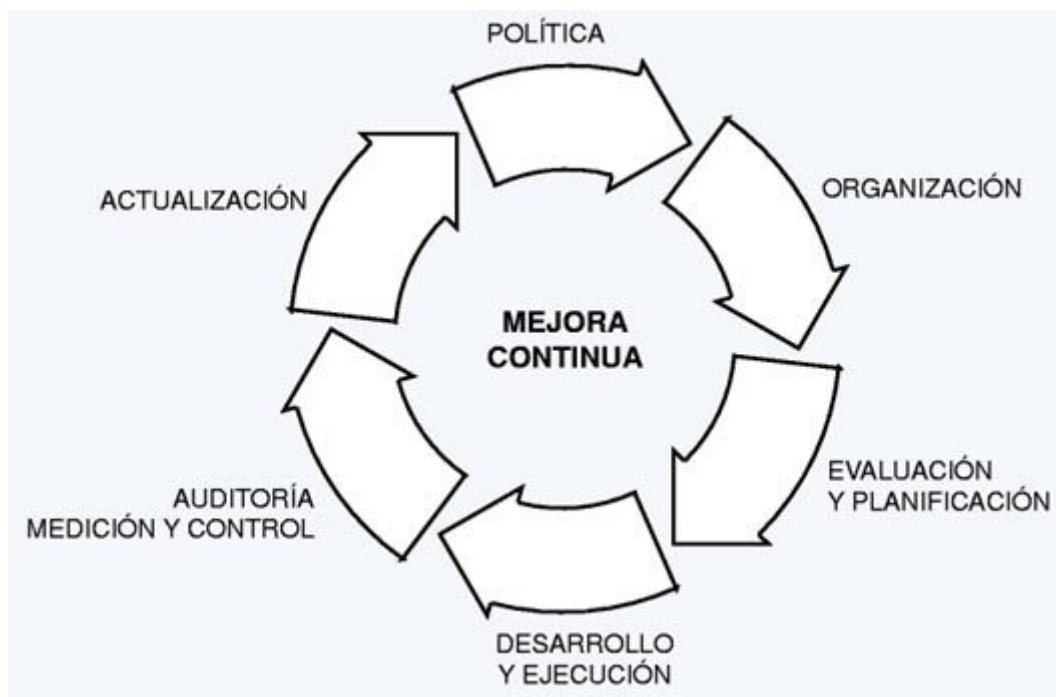 POLÍTICA
ORGANIZACIÓN
EVALUACIÓN
Y PLANIFICACIÓN
DESARROLLO
Y EJECUCIÓN
AUDITORÍA
MEDICIÓN Y CONTROL
ACTUALIZACIÓN
MEJORA
CONTINUA